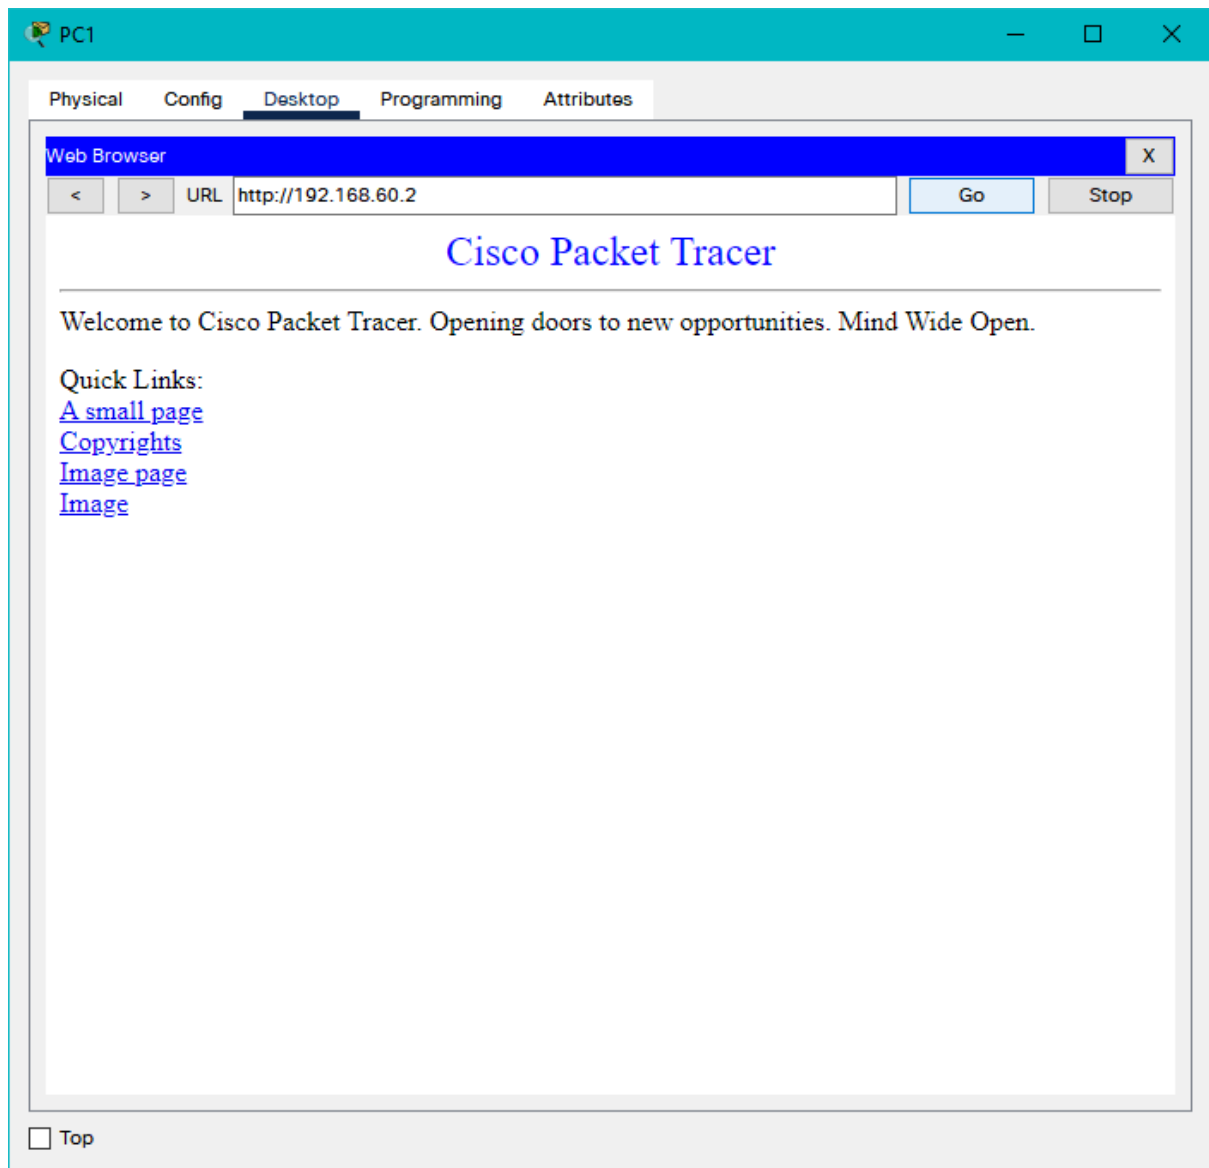 PC1
Physical Config Desktop Programming Attributes
Web Browser X
< > URL http://192.168.60.2 Go Stop
Cisco Packet Tracer
Welcome to Cisco Packet Tracer. Opening doors to new opportunities. Mind Wide Open.
Quick Links:
A small page
Copyrights
Image page
Image
Top